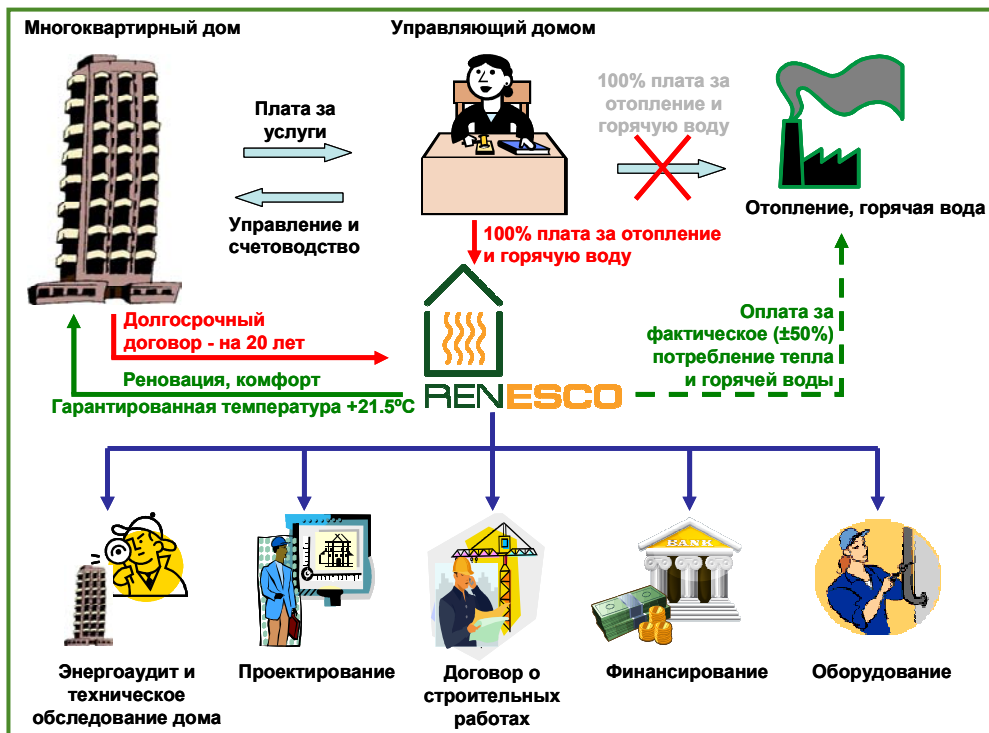 Многоквартирный дом
Управляющий домом
Плата за
услуги
Управление и
счетоводство
100% плата за
отопление и
горячую воду
Отопление, горячая вода
100% плата за отопление
и горячую воду
Долгосрочный
договор - на 20 лет
Реновация, комфорт
Гарантированная температура +21.5ºC
RENESCO
Оплата за
фактическое (±50%)
потребление тепла
и горячей воды
BANK
Энергоаудит и
техническое
обследование дома
Проектирование
Договор о
строительных
работах
Финансирование
Оборудование